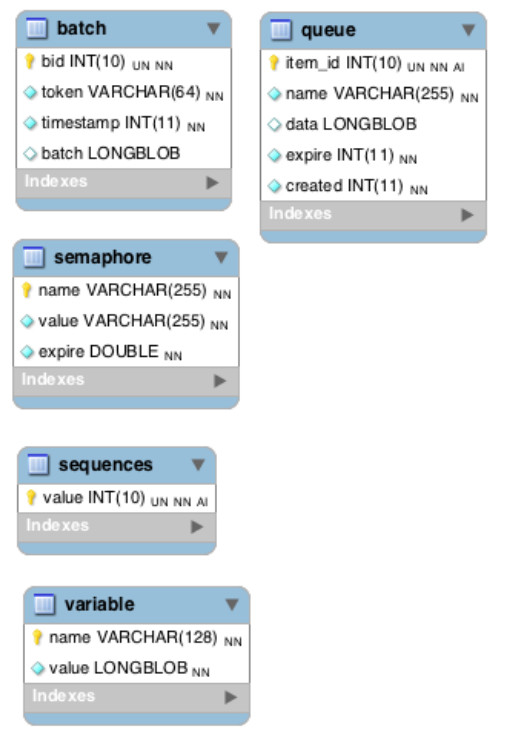 batch
bid INT(10) UN NN
token VARCHAR(64) NN
timestamp INT(11) NN
batch LONGBLOB
Indexes
queue
item_id INT(10) UN NN AI
name VARCHAR(255) NN
data LONGBLOB
expire INT(11) NN
created INT(11) NN
Indexes
semaphore
name VARCHAR(255) NN
value VARCHAR(255) NN
expire DOUBLE NN
Indexes
sequences
value INT(10) UN NN AI
Indexes
variable
name VARCHAR(128) NN
value LONGBLOB NN
Indexes